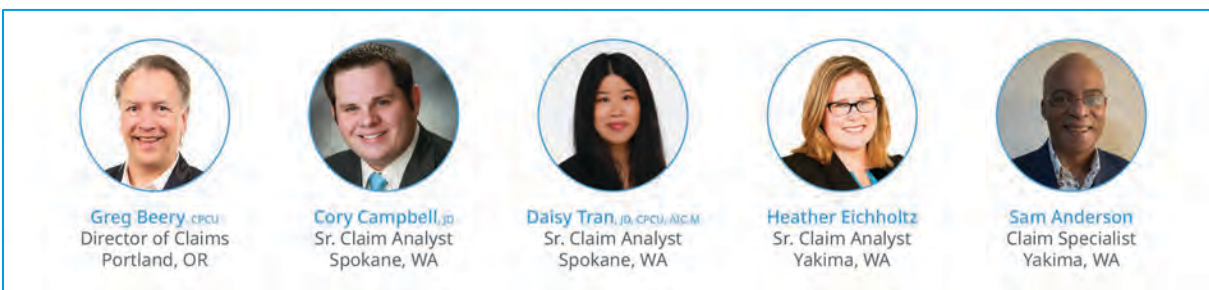 Greg Beery, CPCU
Director of Claims
Portland, OR
Cory Campbell, JD
Sr. Claim Analyst
Spokane, WA
Daisy Tran, JD, CPCU, AIC-M
Sr. Claim Analyst
Spokane, WA
Heather Eichholtz
Sr. Claim Analyst
Yakima, WA
Sam Anderson
Claim Specialist
Yakima, WA